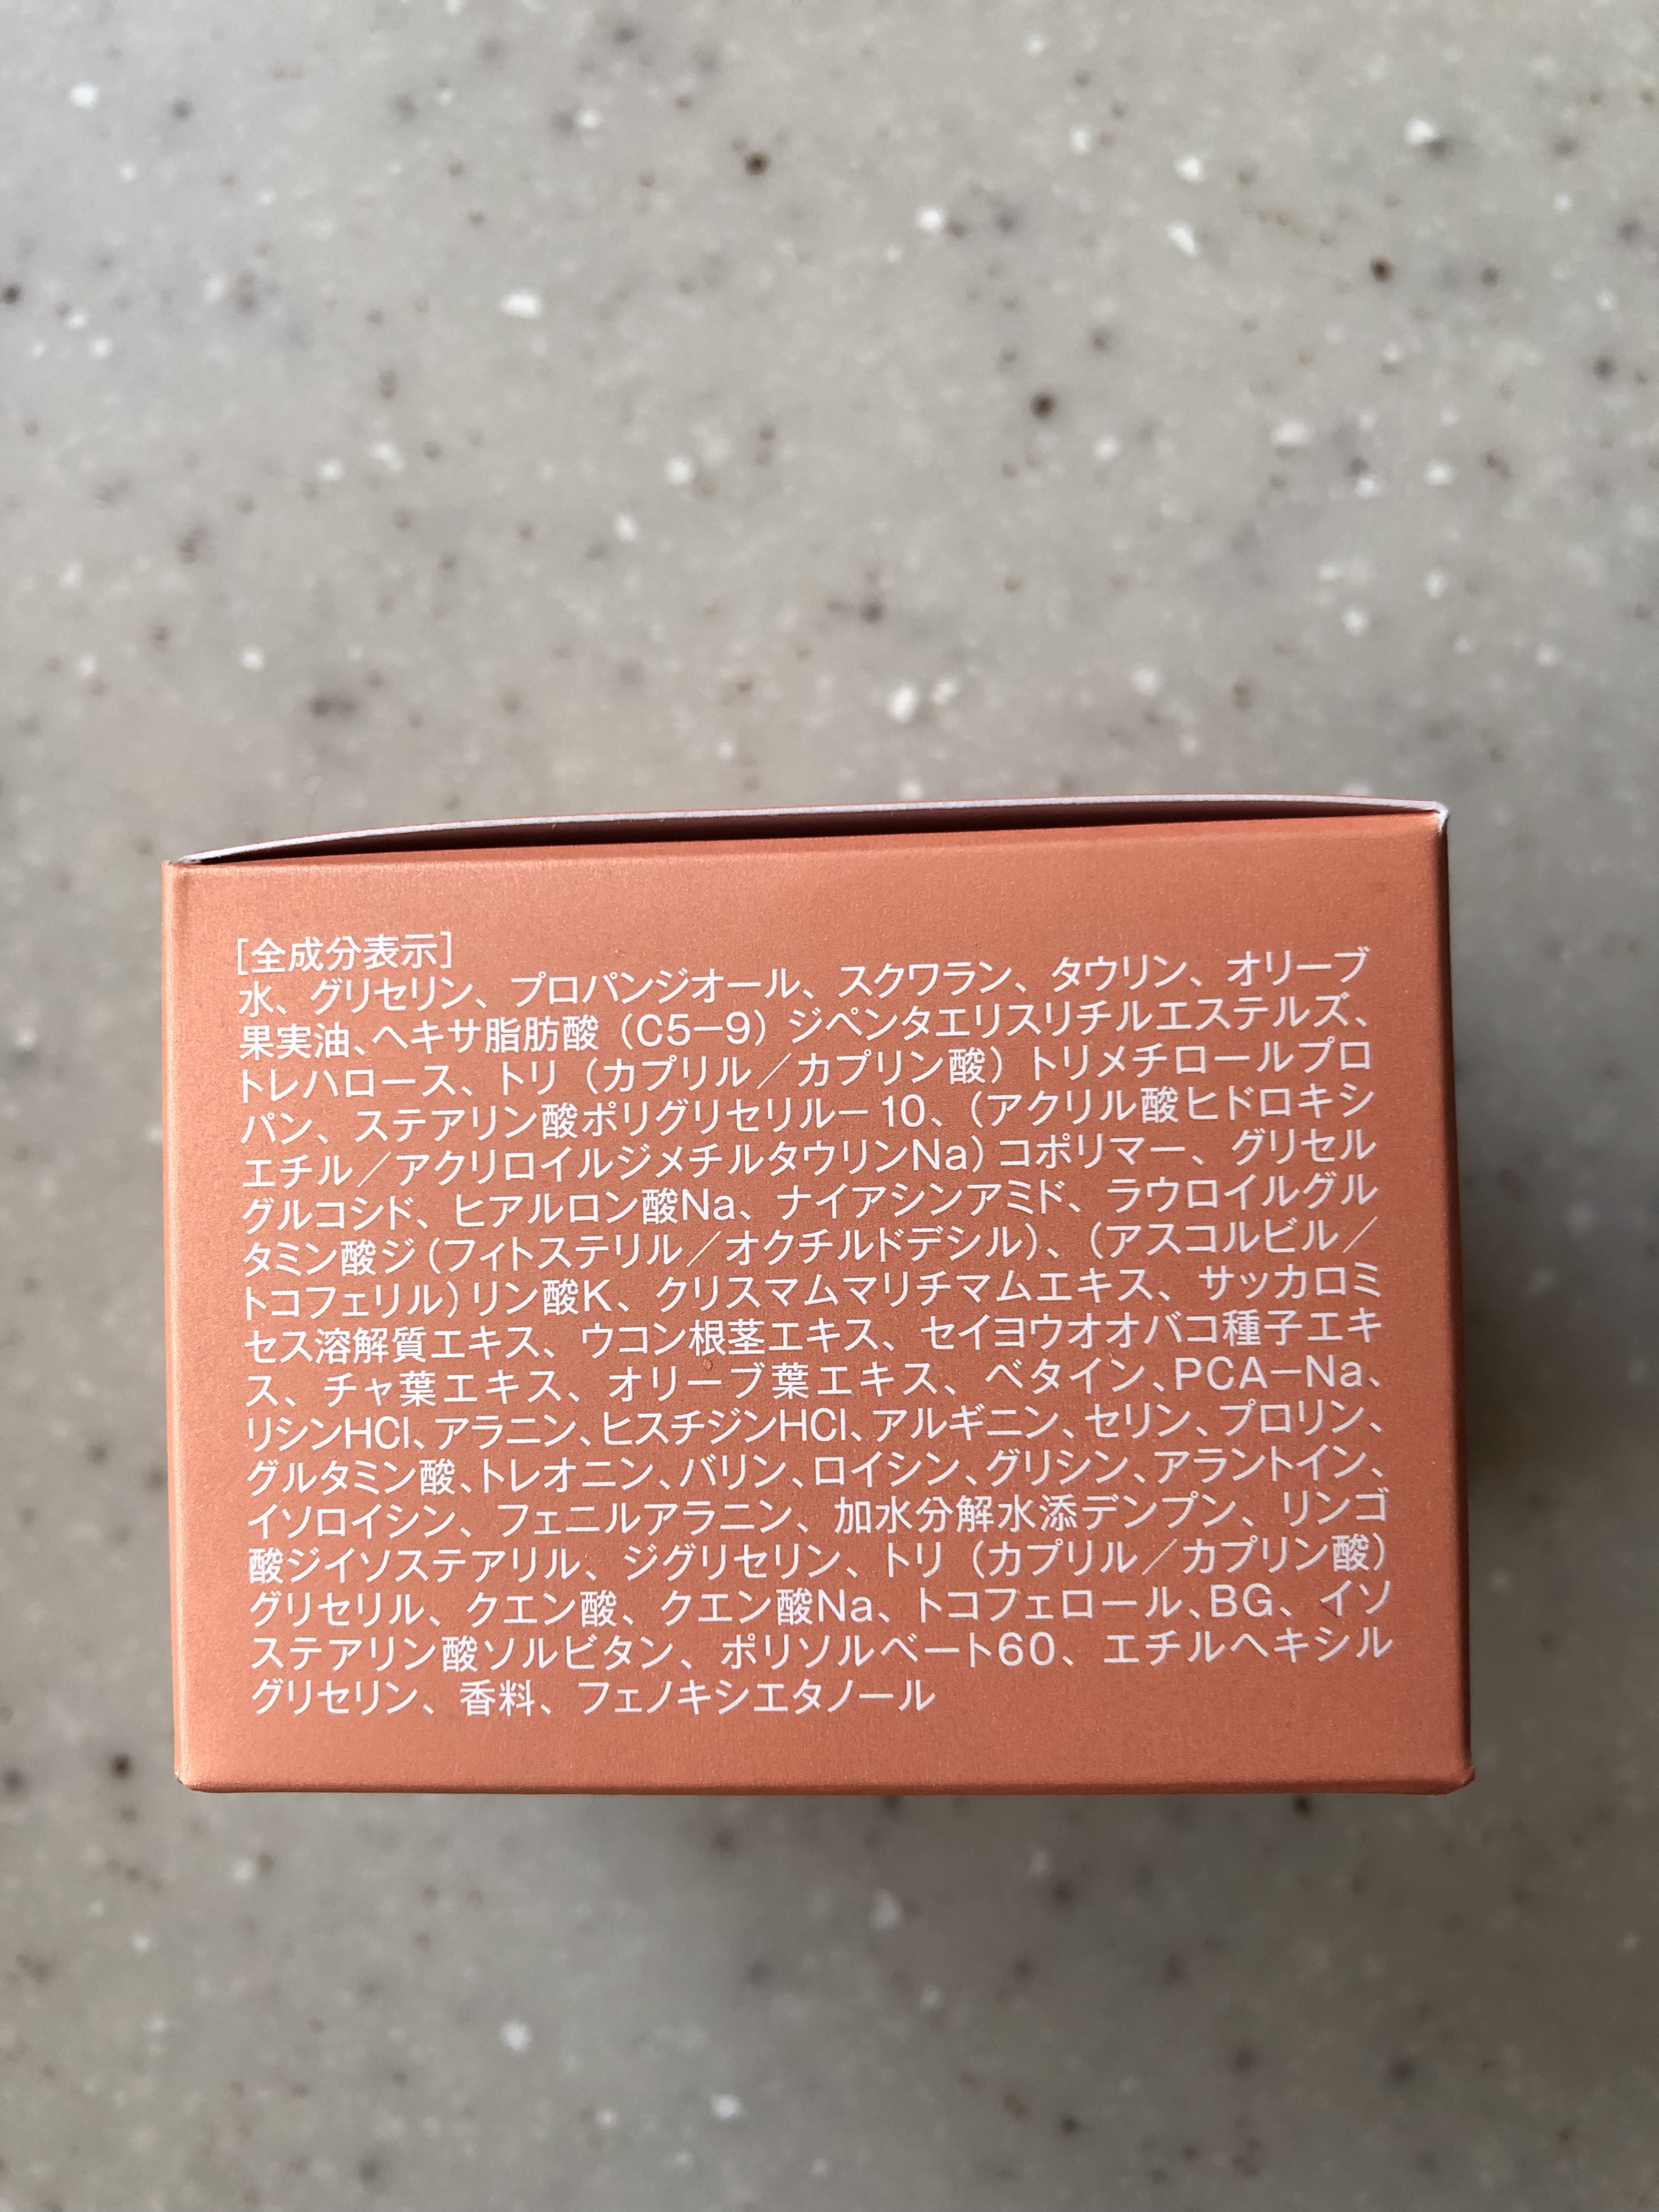 [全成分表示]
水、グリセリン、プロパンジオール、スクワラン、タウリン、オリーブ
果実油、ヘキサ脂肪酸（C5－9）ジペンタエリスリチルエステルズ、
トレハロース、トリ（カプリル／カプリン酸）トリメチロールプロ
パン、ステアリン酸ポリグリセリル－10、（アクリル酸ヒドロキシ
エチル／アクリロイルジメチルタウリンNa）コポリマー、グリセル
グルコシド、ヒアルロン酸Na、ナイアシンアミド、ラウロイルグル
タミン酸ジ（フィトステリル／オクチルドデシル）、（アスコルビル／
トコフェリル）リン酸K、クリスマムマリチマムエキス、サッカロミ
セス溶解質エキス、ウコン根茎エキス、セイヨウオオバコ種子エキ
ス、チャ葉エキス、オリーブ葉エキス、ベタイン、PCA－Na、
リシンHCl、アラニン、ヒスチジンHCl、アルギニン、セリン、プロリン、
グルタミン酸、トレオニン、バリン、ロイシン、グリシン、アラントイン、
イソロイシン、フェニルアラニン、加水分解水添デンプン、リンゴ
酸ジイソステアリル、ジグリセリン、トリ（カプリル／カプリン酸）
グリセリル、クエン酸、クエン酸Na、トコフェロール、BG、イソ
ステアリン酸ソルビタン、ポリソルベート60、エチルヘキシル
グリセリン、香料、フェノキシエタノール